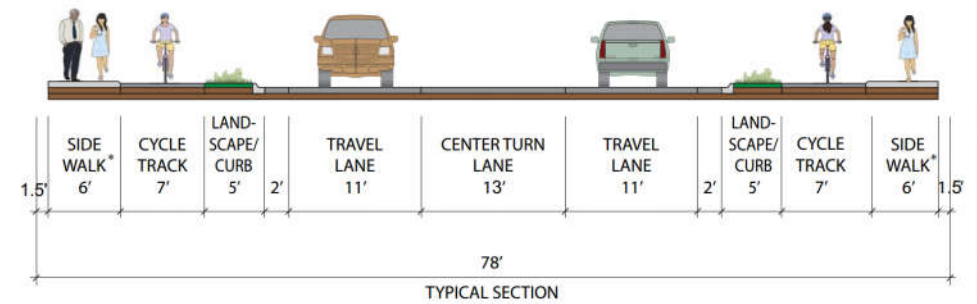 LAND-
SCAPE/
CURB
5'
SIDE
WALK*
6'
CYCLE
TRACK
7'
TRAVEL
LANE
11'
CENTER TURN
LANE
13'
TRAVEL
LANE
11'
LAND-
SCAPE/
CURB
5'
CYCLE
TRACK
7'
SIDE
WALK*
6'
1.5'
2'
2'
1.5'
78'
TYPICAL SECTION